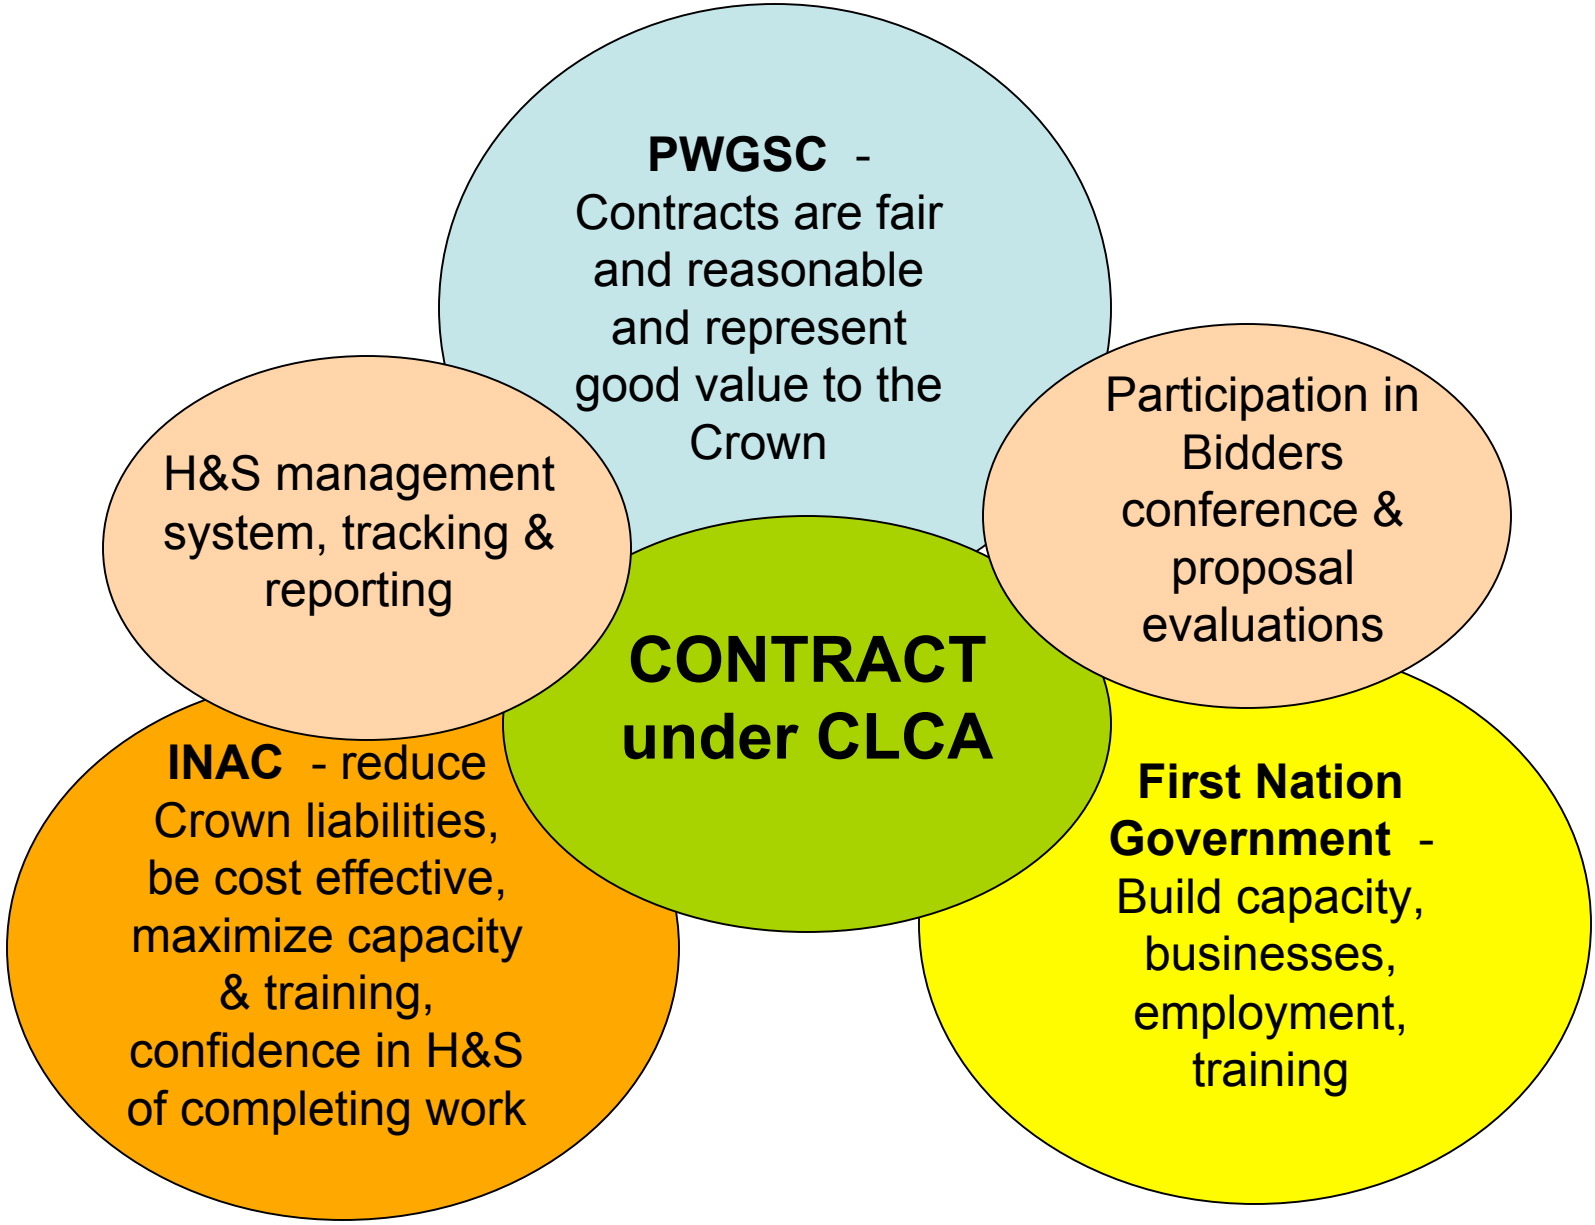 PWGSC -
Contracts are fair
and reasonable
and represent
good value to the
Crown
H&S management
system, tracking &
reporting
Participation in
Bidders
conference &
proposal
evaluations
CONTRACT
under CLCA
INAC - reduce
Crown liabilities,
be cost effective,
maximize capacity
& training,
confidence in H&S
of completing work
First Nation
Government -
Build capacity,
businesses,
employment,
training